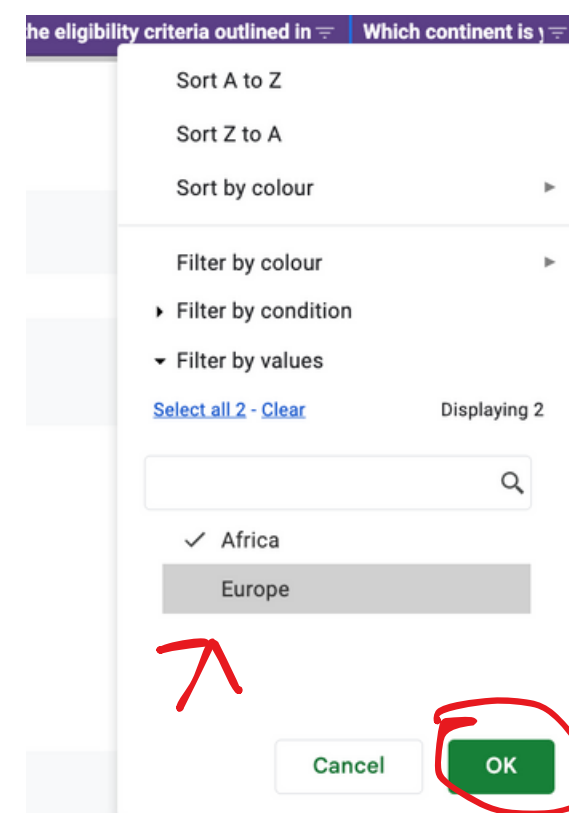 he eligibility criteria outlined in Which continent is y
Sort A to Z
Sort Z to A
Sort by colour
Filter by colour
Filter by condition
Filter by values
Select all 2 - Clear Displaying 2
Africa
Europe
Cancel OK